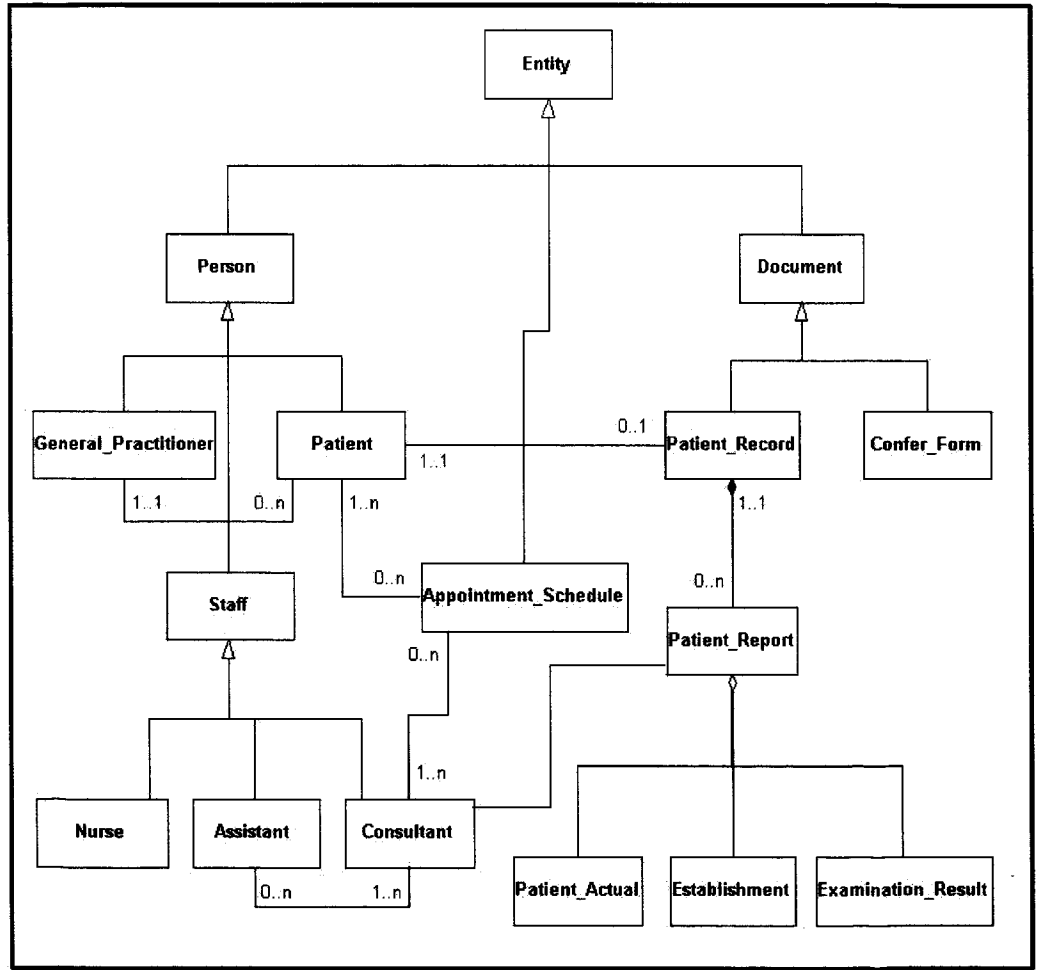 Entity
Person
Document
General_Practitioner
Patient
0..1
1..1
Patient_Record
Confer_Form
1..1
0..n
1..n
1..1
0..n
Staff
Appointment_Schedule
0..n
Patient_Report
0..n
1..n
Nurse
Assistant
Consultant
0..n
1..n
Patient_Actual
Establishment
Examination_Result